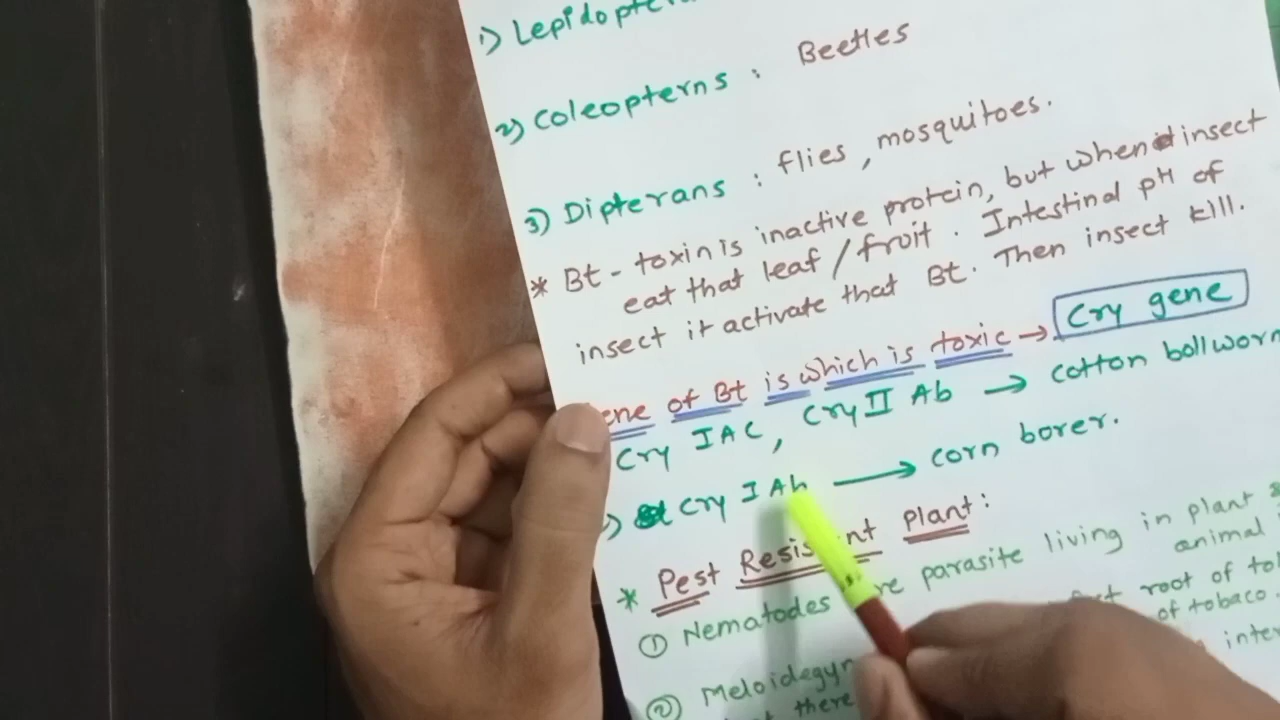 1) Lepidopte
2) Coleopterns : Beetles
3) Dipterans : flies, mosquitoes.
* Bt - toxin is inactive protein, but when insect
eat that leaf / fruit. Intestinal pH of
insect it activate that Bt. Then insect kill.
ene of Bt is which is toxic → Cry gene
Cry IAC, Cry II Ab → cotton bollworm
) Cry I Ab → corn borer.
* Pest Resis nt Plant:
① Nematodes re parasite living in plant
animal
root of
② Meloidegyn of tobaco.
there